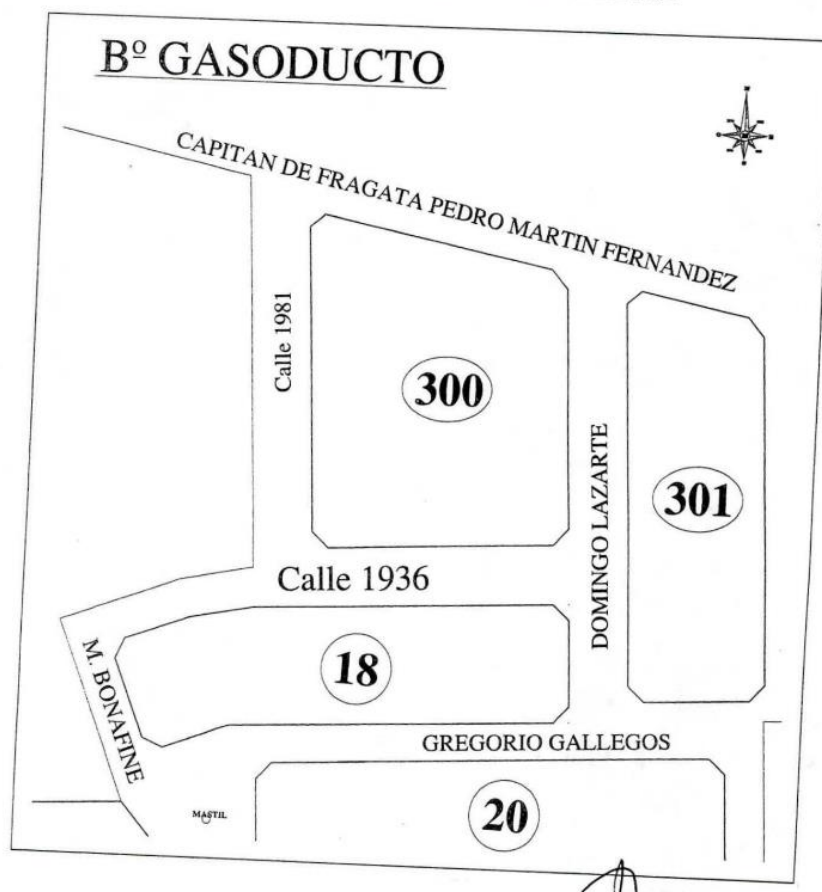 Bº GASODUCTO
CAPITAN DE FRAGATA PEDRO MARTIN FERNANDEZ
Calle 1981
300
DOMINGO LAZARTE
301
Calle 1936
M. BONAFINE
18
GREGORIO GALLEGOS
MASTIL
20